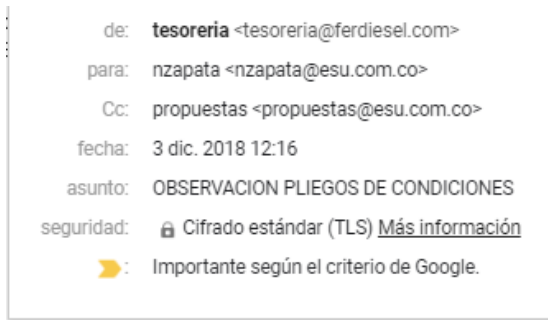 de: tesoreria <tesoreria@ferdiesel.com>
para: nzapata <nzapata@esu.com.co>
Cc: propuestas <propuestas@esu.com.co>
fecha: 3 dic. 2018 12:16
asunto: OBSERVACION PLIEGOS DE CONDICIONES
seguridad: Cifrado estándar (TLS) Más información
: Importante según el criterio de Google.